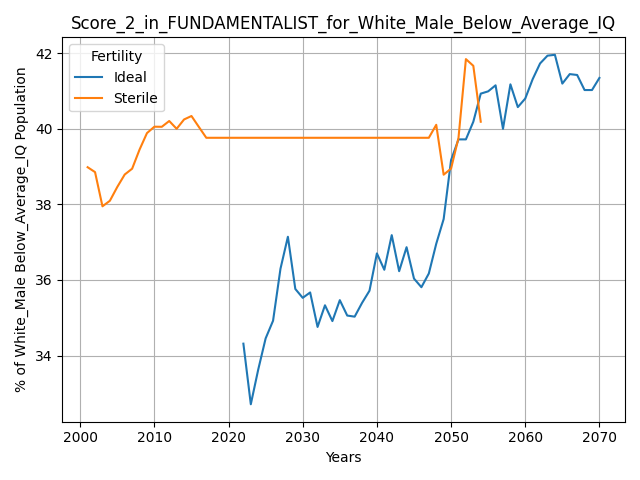 Score_2_in_FUNDAMENTALIST_for_White_Male_Below_Average_IQ
Fertility
Ideal
Sterile
% of White_Male Below_Average_IQ Population
42
40
38
36
34
2000 2010 2020 2030 2040 2050 2060 2070
Years